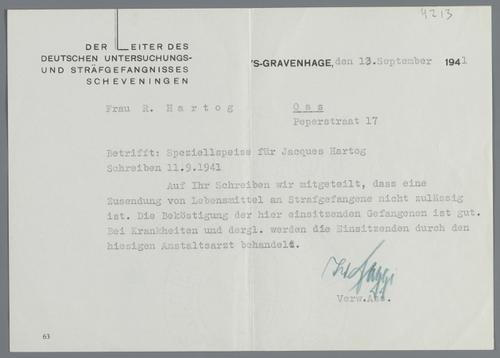 4213
DER LEITER DES
DEUTSCHEN UNTERSUCHUNGS-
UND STRÄFGEFANGNISSES
SCHEVENINGEN
'S-GRAVENHAGE, den 13.September 1941
Frau R. Hartog
Oss
Peperstraat 17
Betrifft: Speziellspeise für Jacques Hartog
Schreiben 11.9.1941
Auf Ihr Schreiben wir mitgeteilt, dass eine
Zusendung von Lebensmittel an Strafgefangene nicht zulässig
ist. Die Beköstigung der hier einsitzenden Gefangenen ist gut.
Bei Krankheiten und dergl. werden die Einsitzenden durch den
hiesigen Anstaltsarzt behandelt.
Verw.Ass.
63